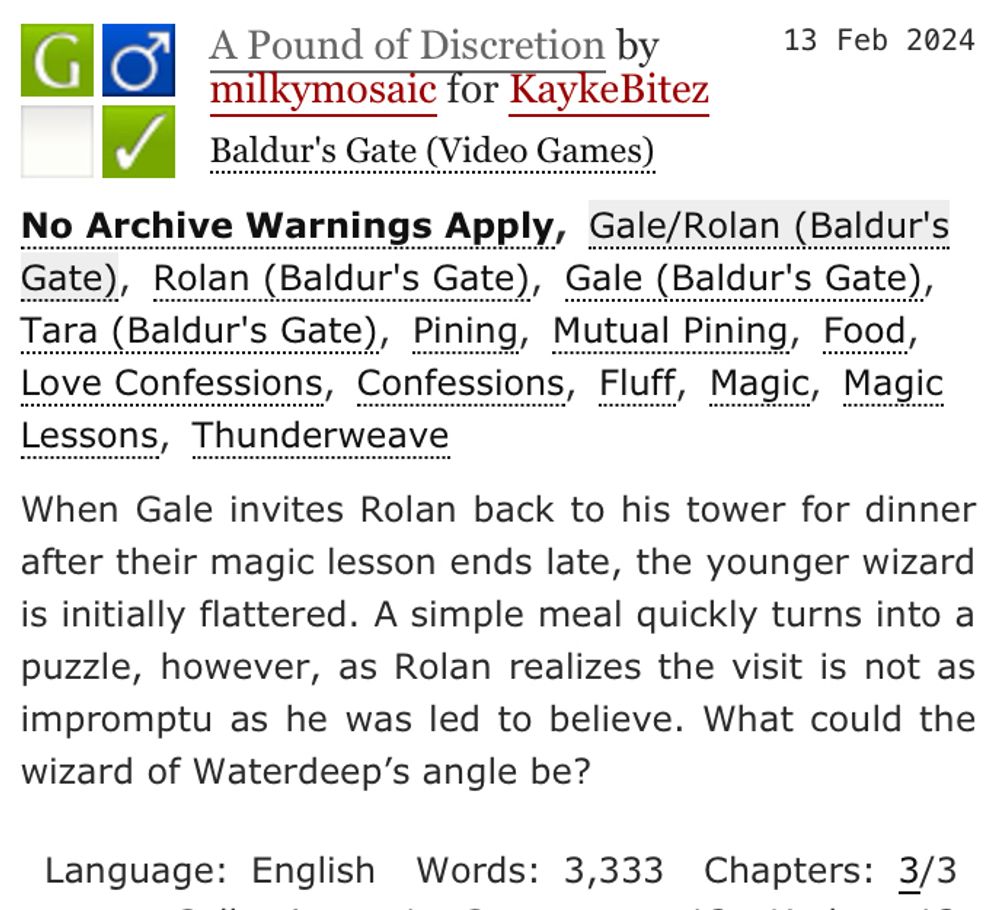 G
A Pound of Discretion by
13 Feb 2024
milkymosaic for KaykeBitez
Baldur's Gate (Video Games)
No Archive Warnings Apply, Gale/Rolan (Baldur's
Gate), Rolan (Baldur's Gate), Gale (Baldur's Gate),
Tara (Baldur's Gate), Pining, Mutual Pining, Food,
Love Confessions, Confessions, Fluff, Magic, Magic
Lessons, Thunderweave
When Gale invites Rolan back to his tower for dinner
after their magic lesson ends late, the younger wizard
is initially flattered. A simple meal quickly turns into a
puzzle, however, as Rolan realizes the visit is not as
impromptu as he was led to believe. What could the
wizard of Waterdeep’s angle be?
Language: English Words: 3,333 Chapters: 3/3